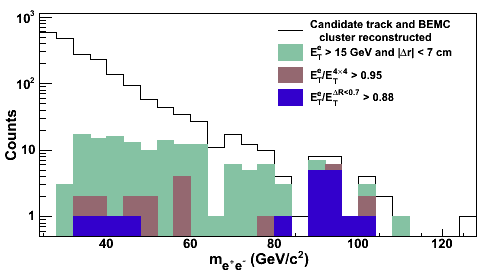 10³
Candidate track and BEMC
cluster reconstructed
E_T^e > 15 GeV and |Δr| < 7 cm
10²
E_T^e/E_T^{4×4} > 0.95
E_T^e/E_T^{ΔR<0.7} > 0.88
Counts
10
1
40 60 80 100 120
m_{e⁺e⁻} (GeV/c²)